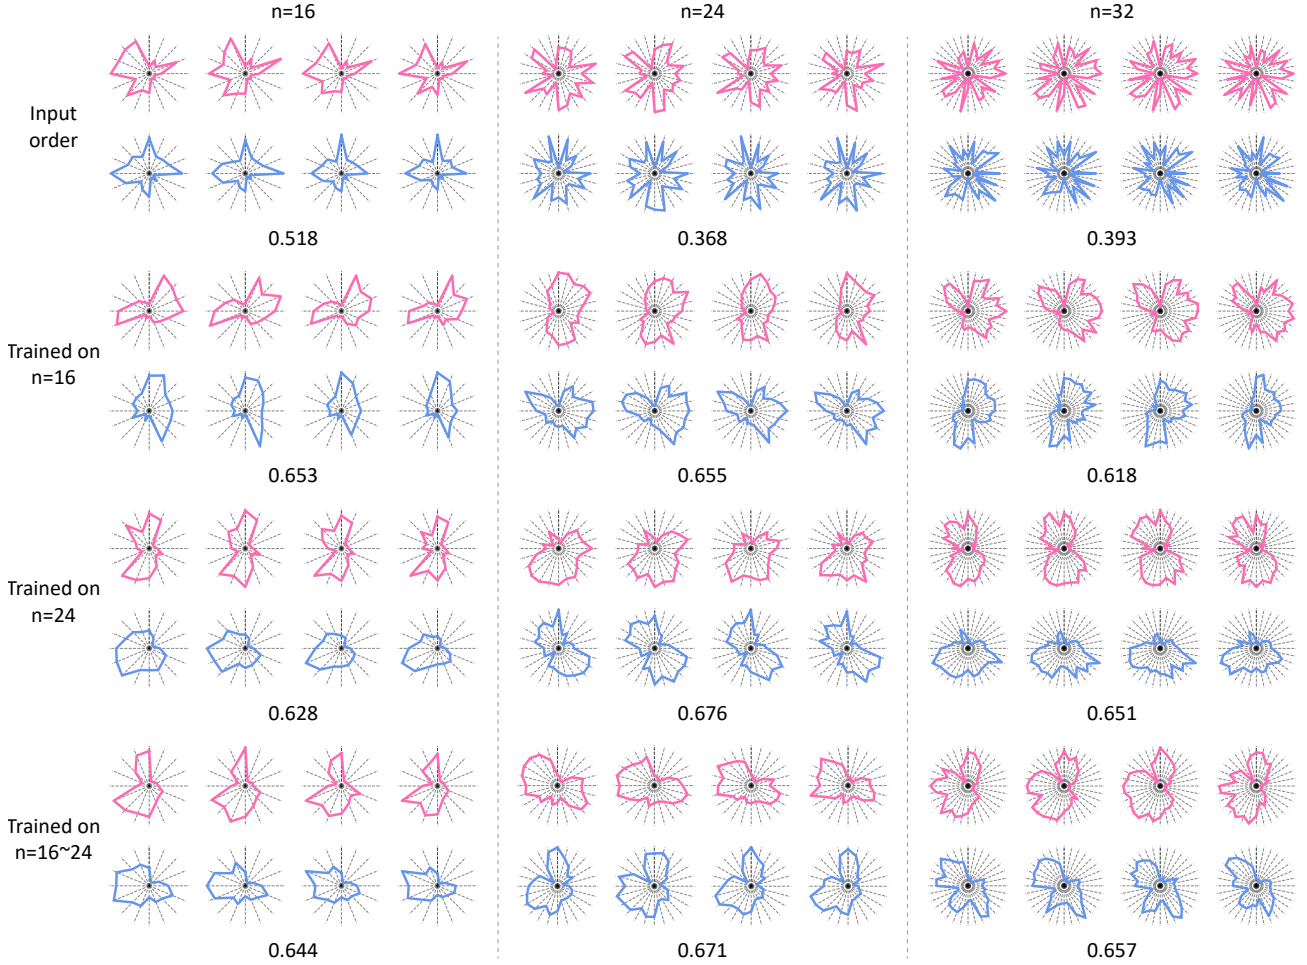 n=16 n=24 n=32
Input
order
0.518 0.368 0.393
Trained on
n=16
0.653 0.655 0.618
Trained on
n=24
0.628 0.676 0.651
Trained on
n=16~24
0.644 0.671 0.657